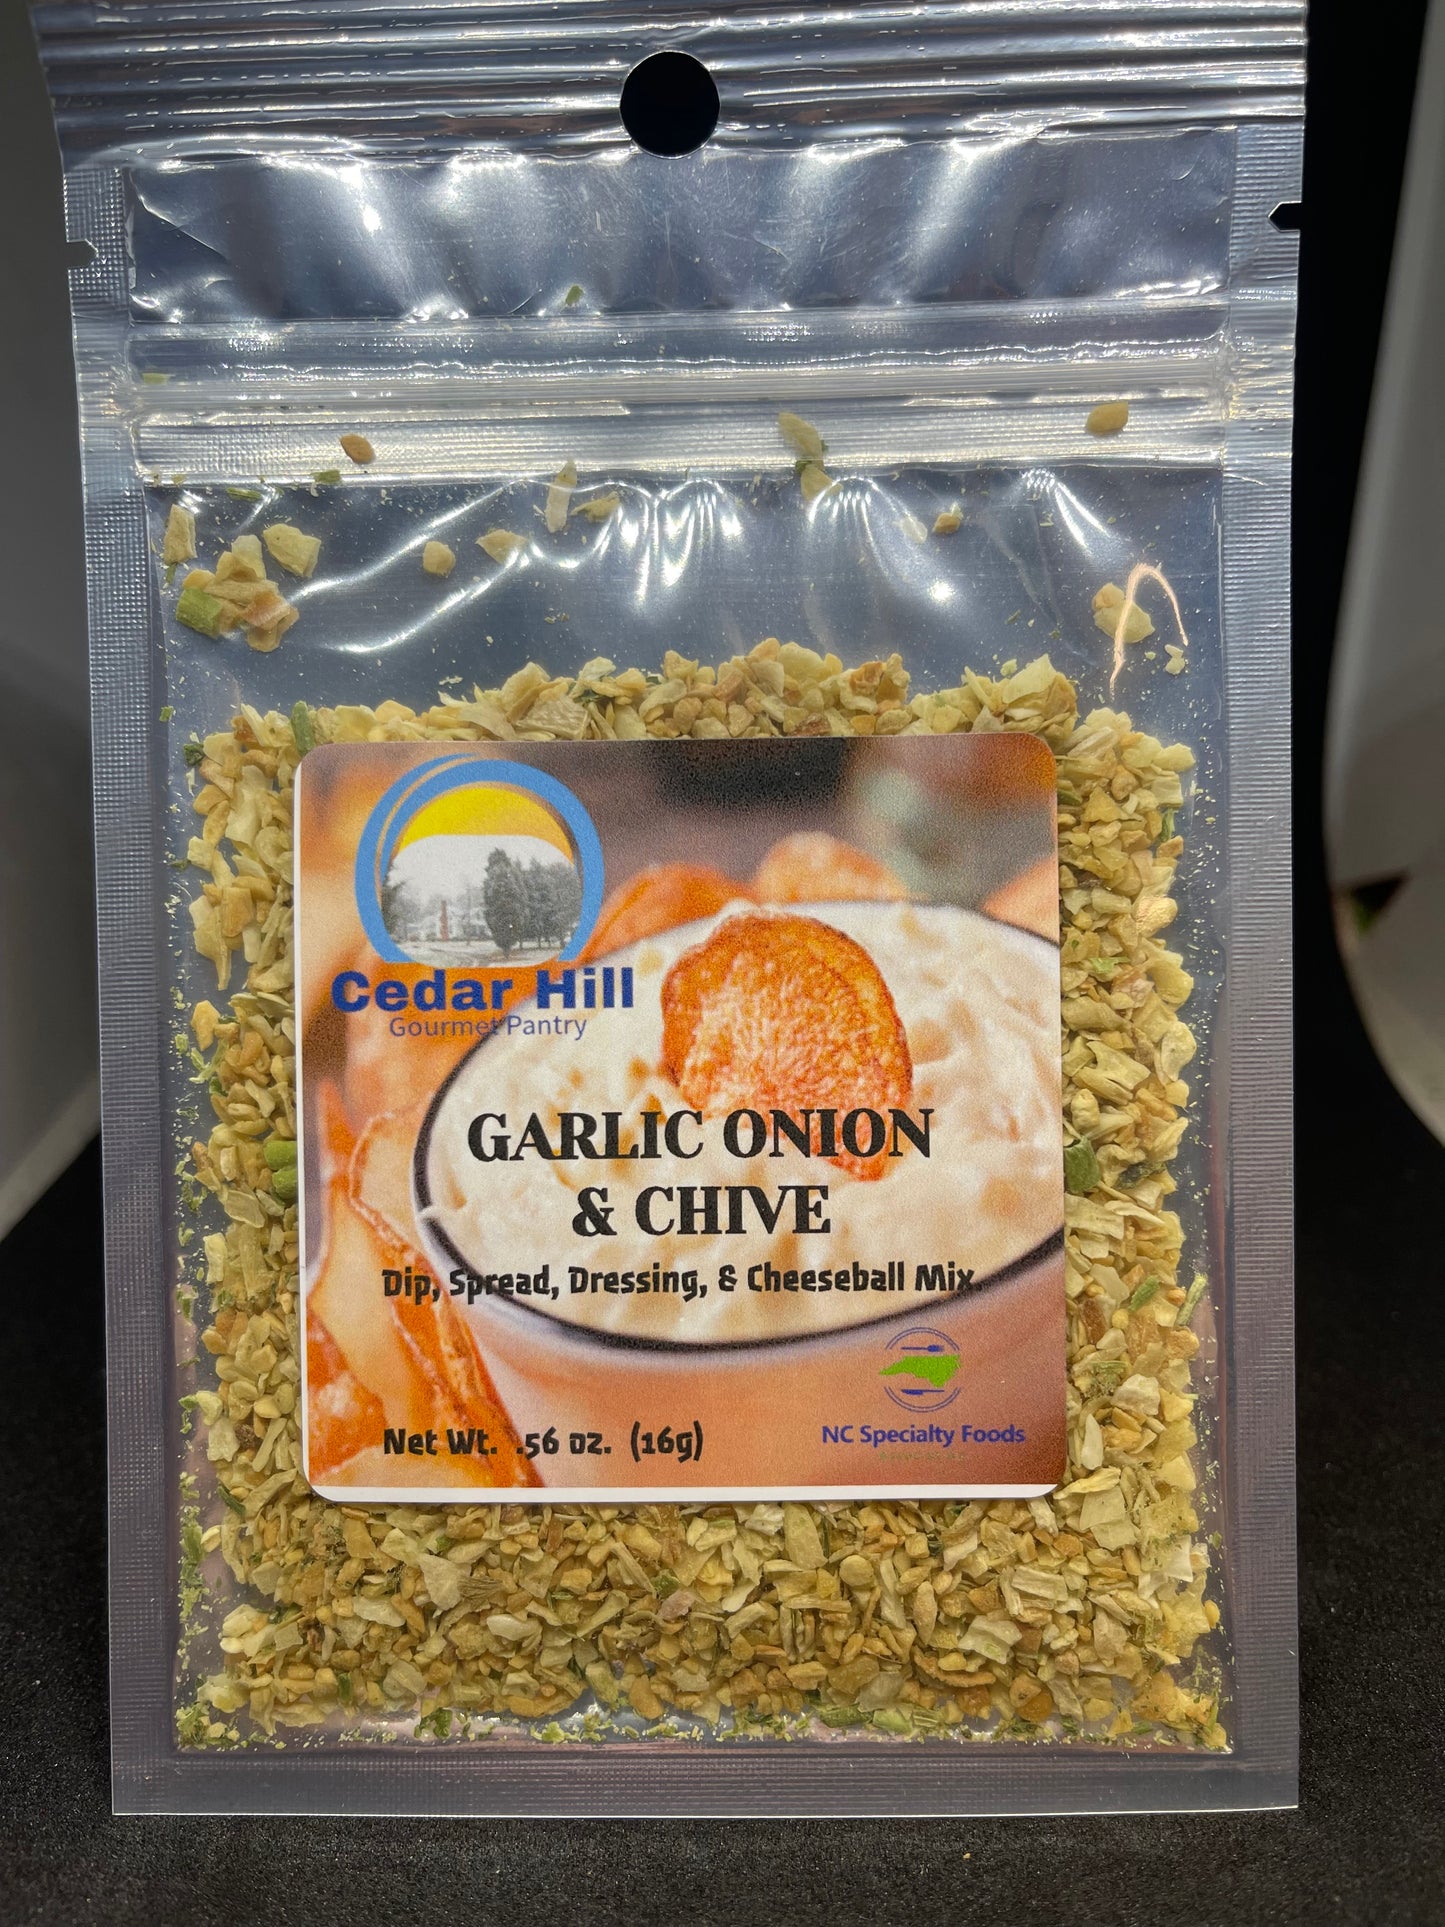 Cedar Hill
Gourmet Pantry
GARLIC ONION
& CHIVE
Dip, Spread, Dressing, & Cheeseball Mix.
NC Specialty Foods
Net Wt. .56 oz. (16g)